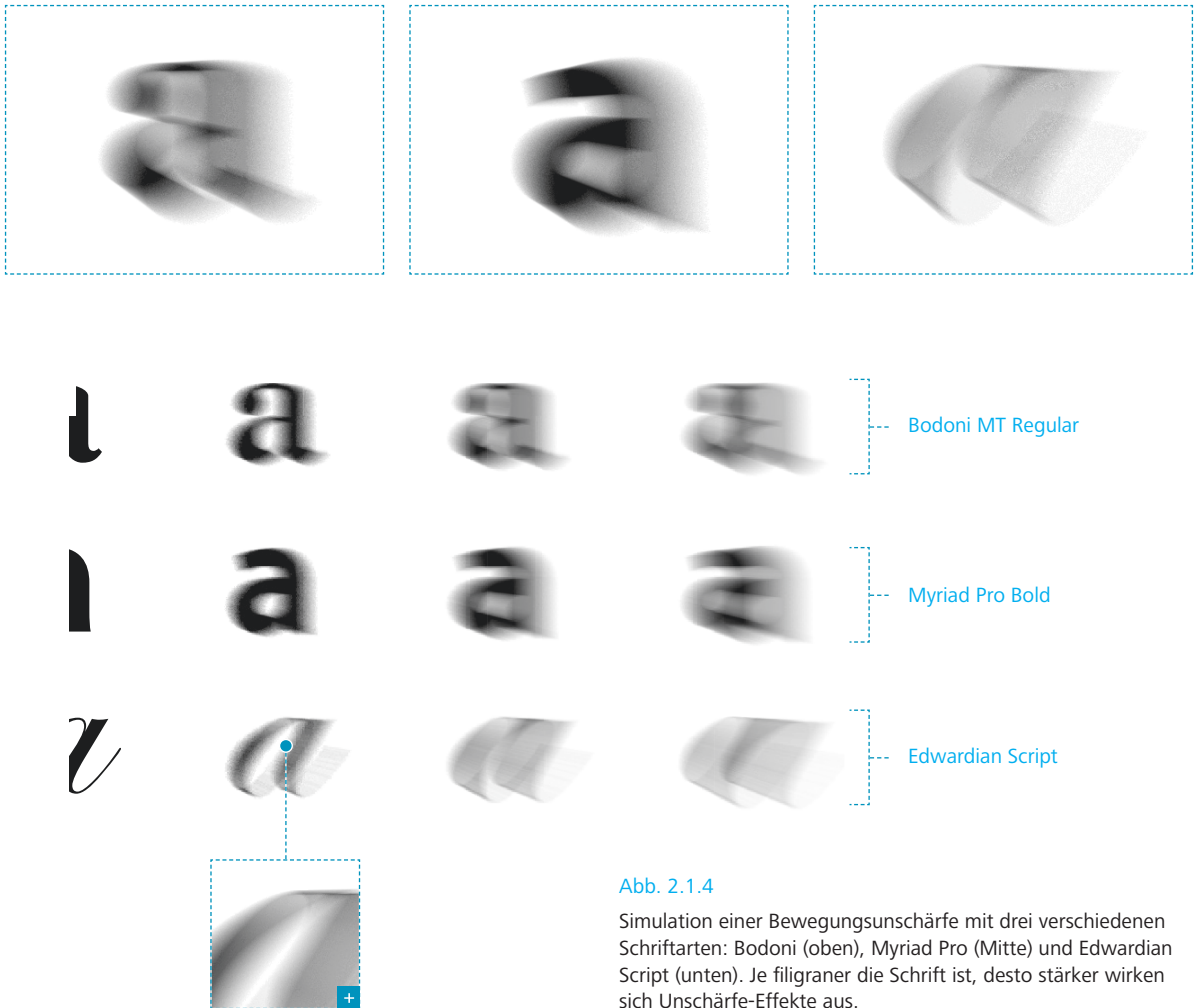 a a a
a a a a
Bodoni MT Regular
a a a a
Myriad Pro Bold
a a a a
Edwardian Script
+
Abb. 2.1.4
Simulation einer Bewegungsunschärfe mit drei verschiedenen
Schriftarten: Bodoni (oben), Myriad Pro (Mitte) und Edwardian
Script (unten). Je filigraner die Schrift ist, desto stärker wirken
sich Unschärfe-Effekte aus.